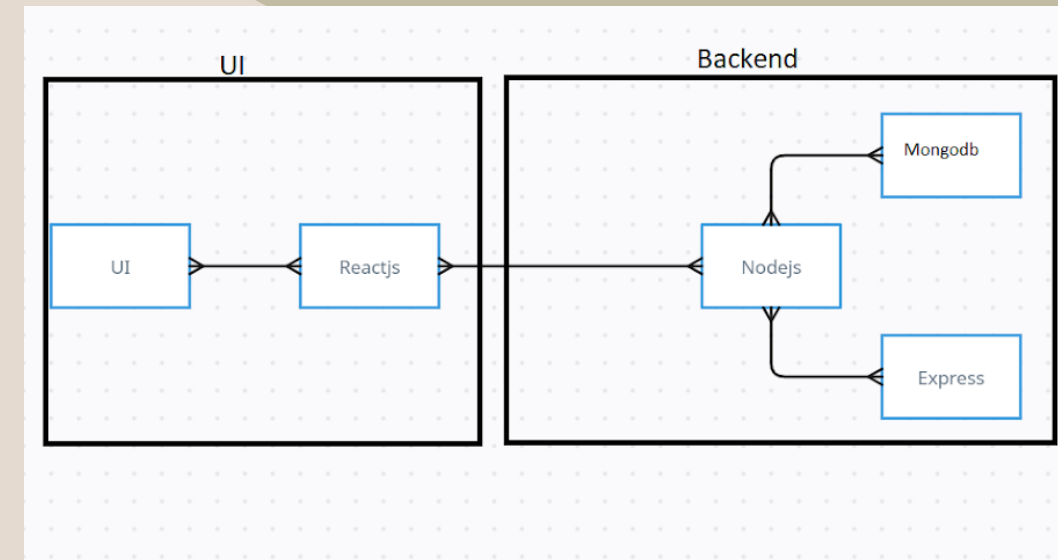 UI
Backend
Mongodb
UI
Reactjs
Nodejs
Express